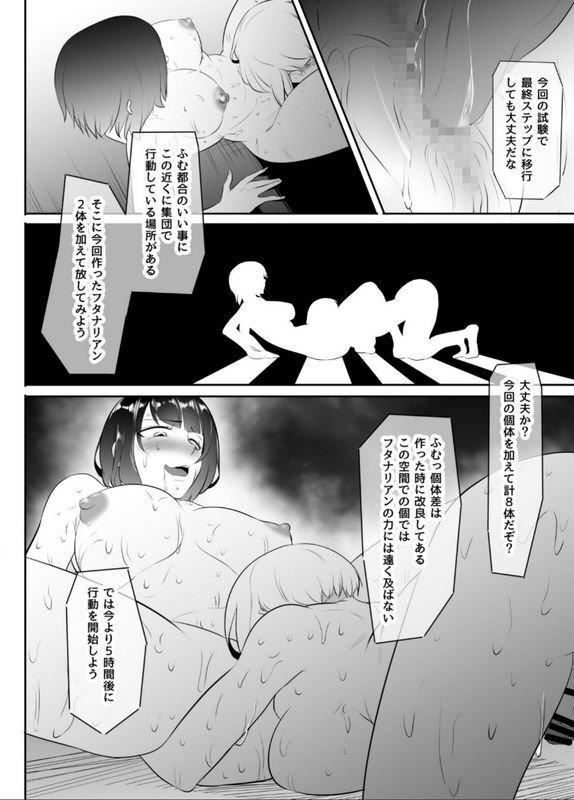 今回の試験で
最終ステップに移行
しても大丈夫だな
ふむ都合のいい事に
この近くに集団で
行動している場所がある
そこに今回作ったフタナリアン
２体を加えて放してみよう
大丈夫か？
今回の個体を加えて計８体だぞ？
ふむっ個体差は
作った時に改良してある
この空間での個では
フタナリアンの力には遠く及ばない
では今より５時間後に
行動を開始しよう